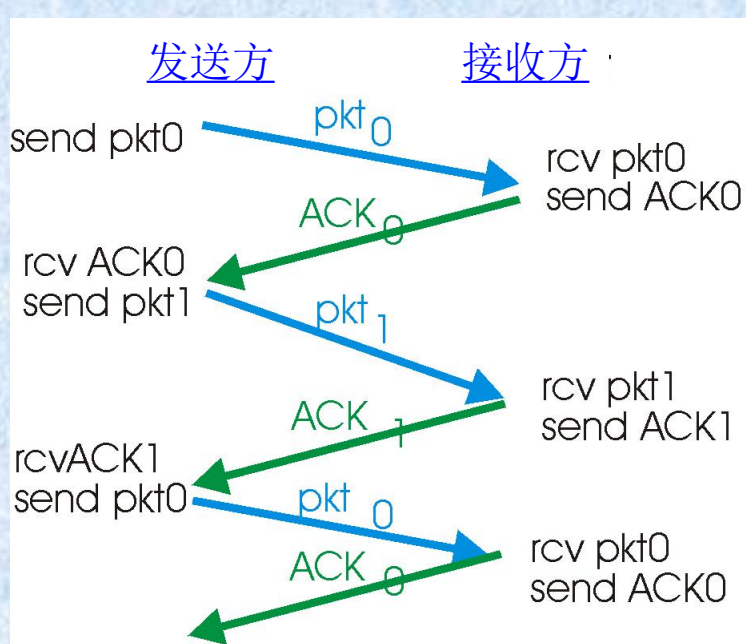 发送方 接收方
send pkt0
pkt0
rcv pkt0
send ACK0
ACK0
rcv ACK0
send pkt1
pkt1
rcv pkt1
send ACK1
ACK1
rcvACK1
send pkt0
pkt0
rcv pkt0
send ACK0
ACK0